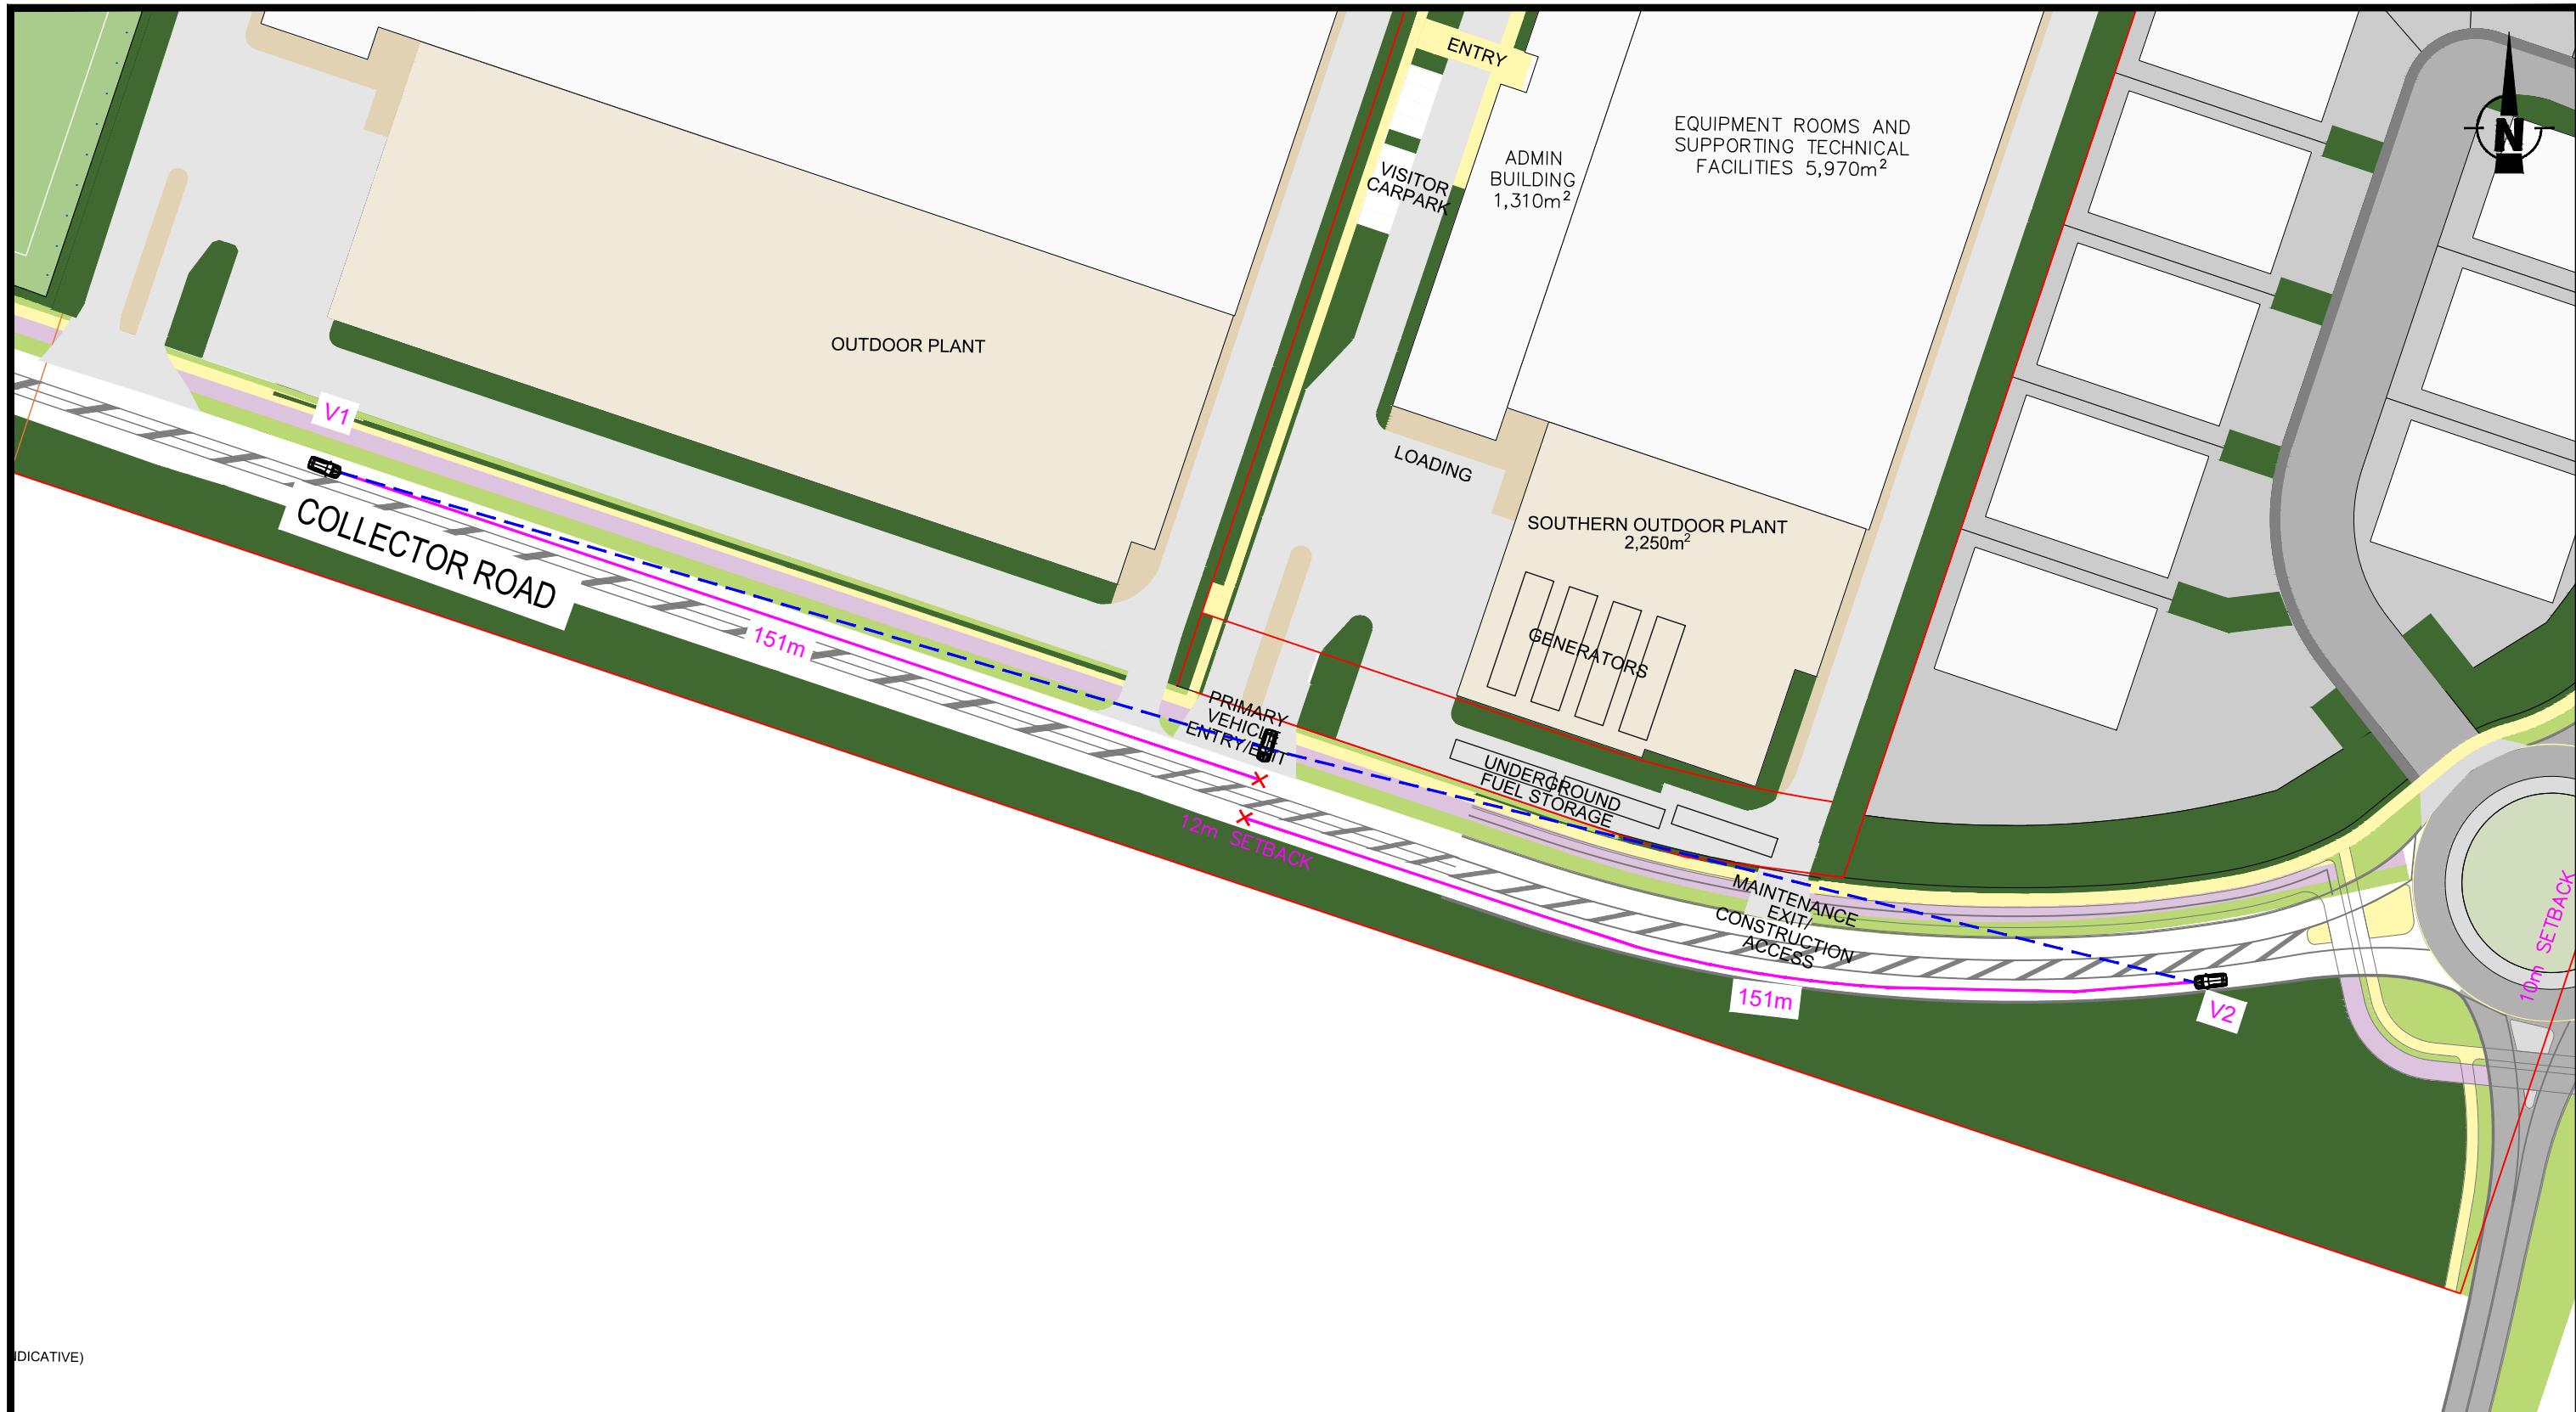 ENTRY
N
EQUIPMENT ROOMS AND
SUPPORTING TECHNICAL
FACILITIES 5,970m²
ADMIN
BUILDING
1,310m²
VISITOR
CARPARK
OUTDOOR PLANT
V1
LOADING
COLLECTOR ROAD
SOUTHERN OUTDOOR PLANT
2,250m²
GENERATORS
151m
PRIMARY
VEHICLE
ENTRY/EXIT
UNDERGROUND
FUEL STORAGE
12m SETBACK
MAINTENANCE
EXIT/
CONSTRUCTION
ACCESS
151m
V2
10m SETBACK
NDICATIVE)